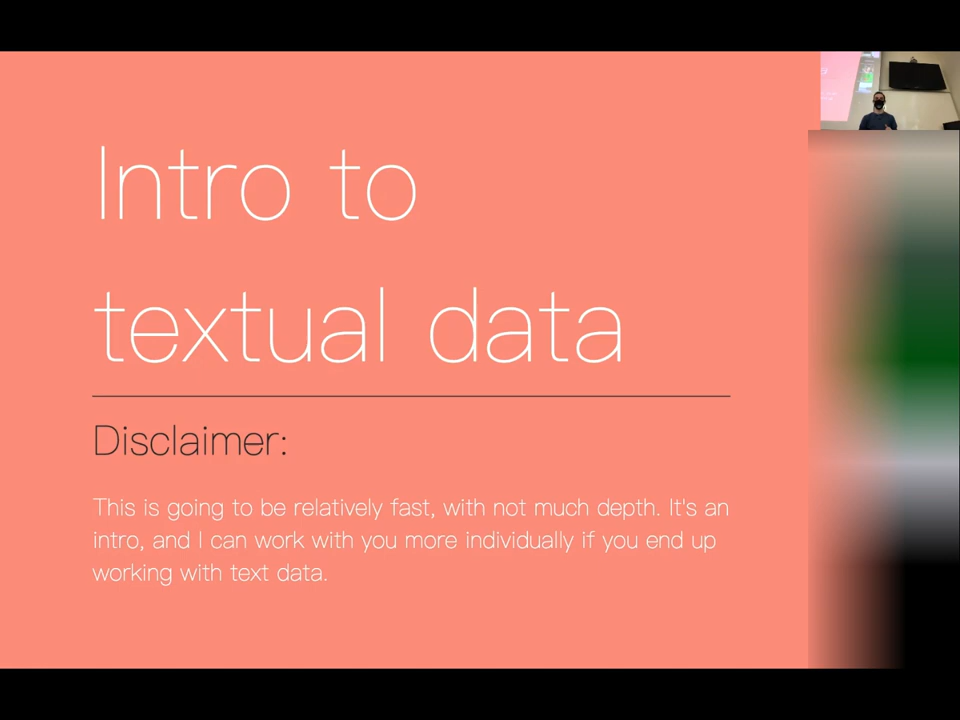 Intro to
textual data
Disclaimer:
This is going to be relatively fast, with not much depth. It's an
intro, and I can work with you more individually if you end up
working with text data.